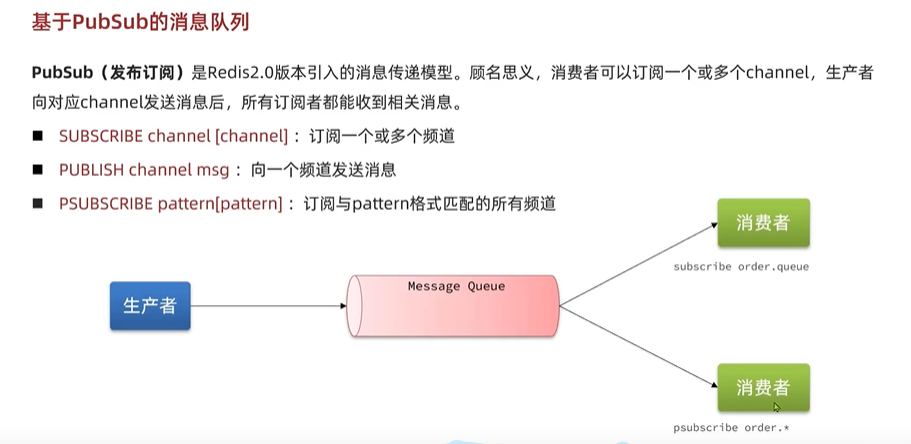 基于PubSub的消息队列
PubSub（发布订阅）是Redis2.0版本引入的消息传递模型。顾名思义，消费者可以订阅一个或多个channel，生产者
向对应channel发送消息后，所有订阅者都能收到相关消息。
SUBSCRIBE channel [channel] ：订阅一个或多个频道
PUBLISH channel msg ：向一个频道发送消息
PSUBSCRIBE pattern[pattern] ：订阅与pattern格式匹配的所有频道
消费者
subscribe order.queue
Message Queue
生产者
消费者
psubscribe order.*